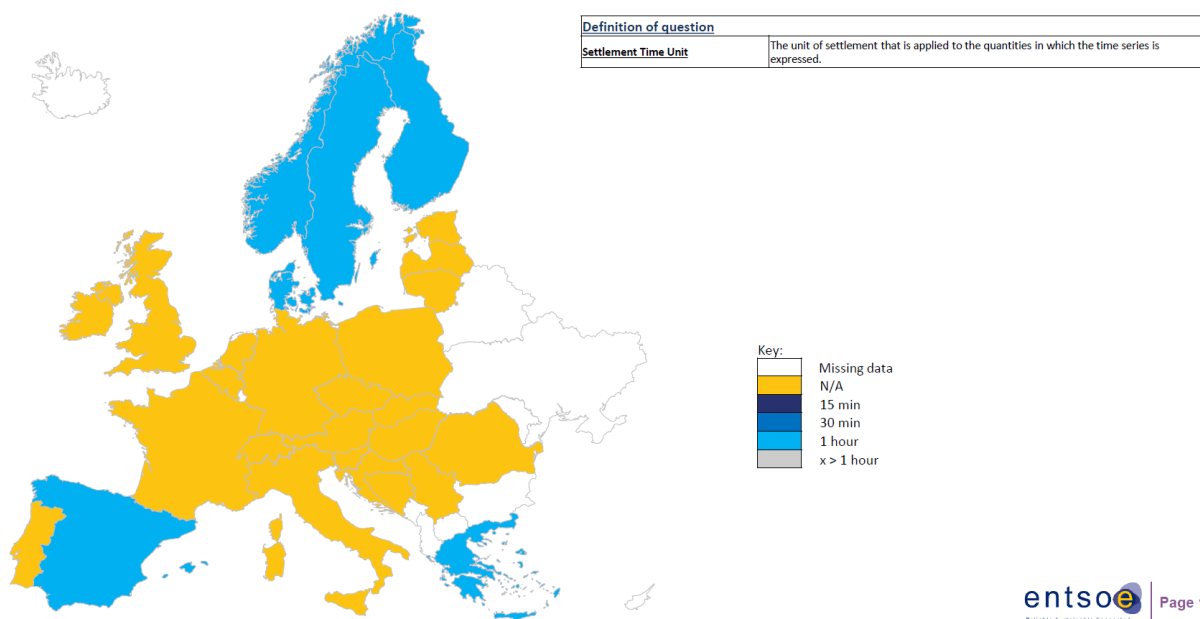 Definition of question
Settlement Time Unit
The unit of settlement that is applied to the quantities in which the time series is
expressed.
Key:
Missing data
N/A
15 min
30 min
1 hour
x > 1 hour
entsoe
Page